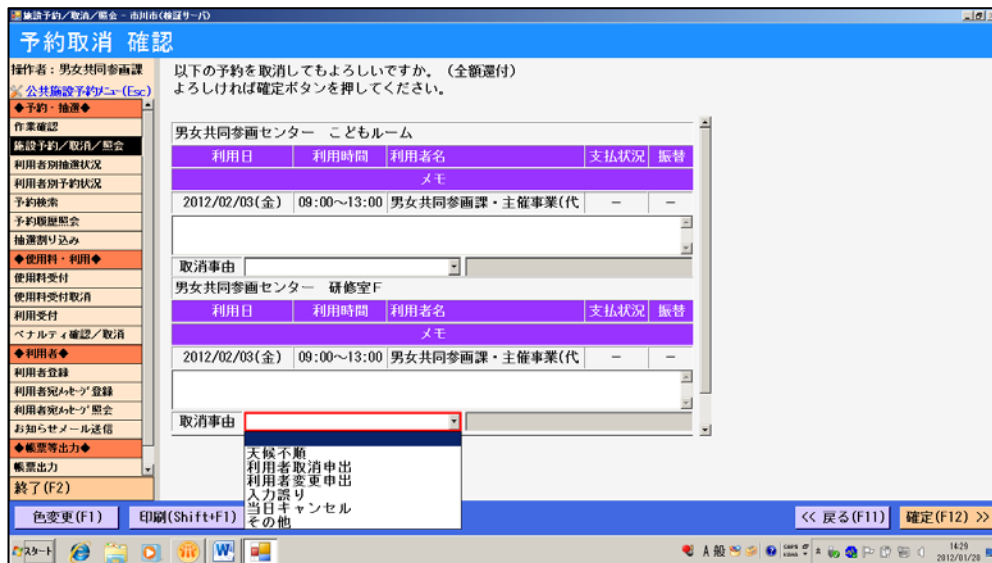 施設予約／取消／照会 - 市川市(検証サーバ)
予約取消 確認
操作者：男女共同参画課
公共施設予約ﾒﾆｭｰ(Esc)
◆予約・抽選◆
作業確認
施設予約／取消／照会
利用者別抽選状況
利用者別予約状況
予約検索
予約履歴照会
抽選割り込み
◆使用料・利用◆
使用料受付
使用料受付取消
利用受付
ペナルティ確認／取消
◆利用者◆
利用者登録
利用者宛ﾒｯｾｰｼﾞ登録
利用者宛ﾒｯｾｰｼﾞ照会
お知らせメール送信
◆帳票等出力◆
帳票出力
終了(F2)
以下の予約を取消してもよろしいですか。（全額還付）
よろしければ確定ボタンを押してください。
男女共同参画センター こどもルーム
利用日 利用時間 利用者名 支払状況 振替
メモ
2012/02/03(金) 09:00～13:00 男女共同参画課・主催事業(代 － －
取消事由
男女共同参画センター 研修室F
利用日 利用時間 利用者名 支払状況 振替
メモ
2012/02/03(金) 09:00～13:00 男女共同参画課・主催事業(代 － －
取消事由
天候不順
利用者取消申出
利用者変更申出
入力誤り
当日キャンセル
その他
色変更(F1) 印刷(Shift+F1) << 戻る(F11) 確定(F12) >>
スタート A 般 CAPS KANA 14:29
2012/01/20